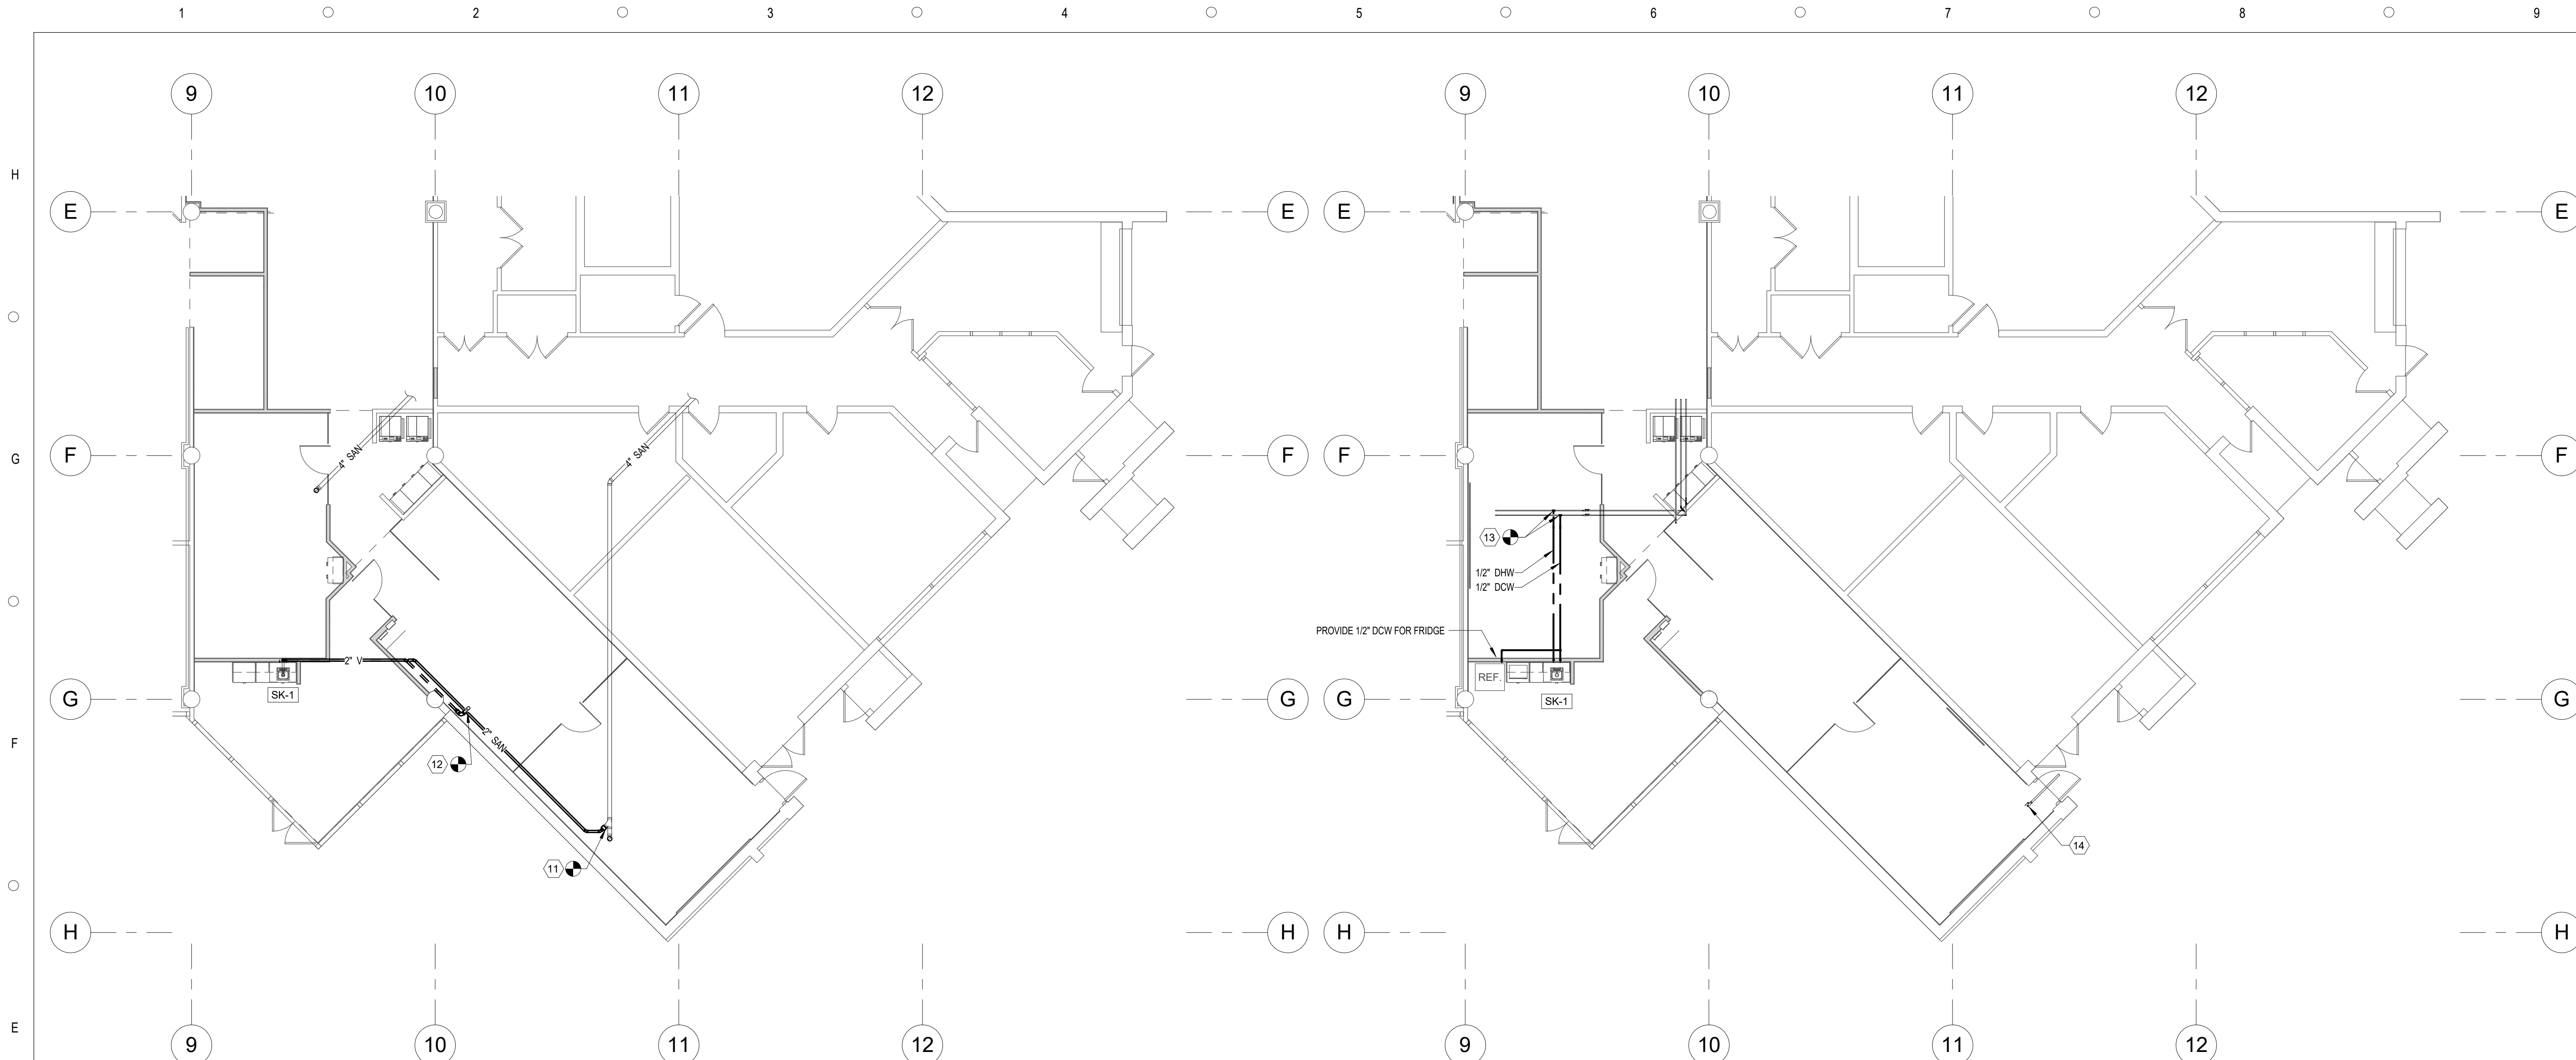 1 2 3 4 5 6 7 8 9
9 10 11 12 9 10 11 12
H
E E E E
4" SAN
4" SAN
G
F F F F
13
1/2" DHW
1/2" DCW
PROVIDE 1/2" DCW FOR FRIDGE
2" V
REF.
SK-1
SK-1
G G G G
2" SAN
F
12
11
14
H H H H
E
9 10 11 12 9 10 11 12